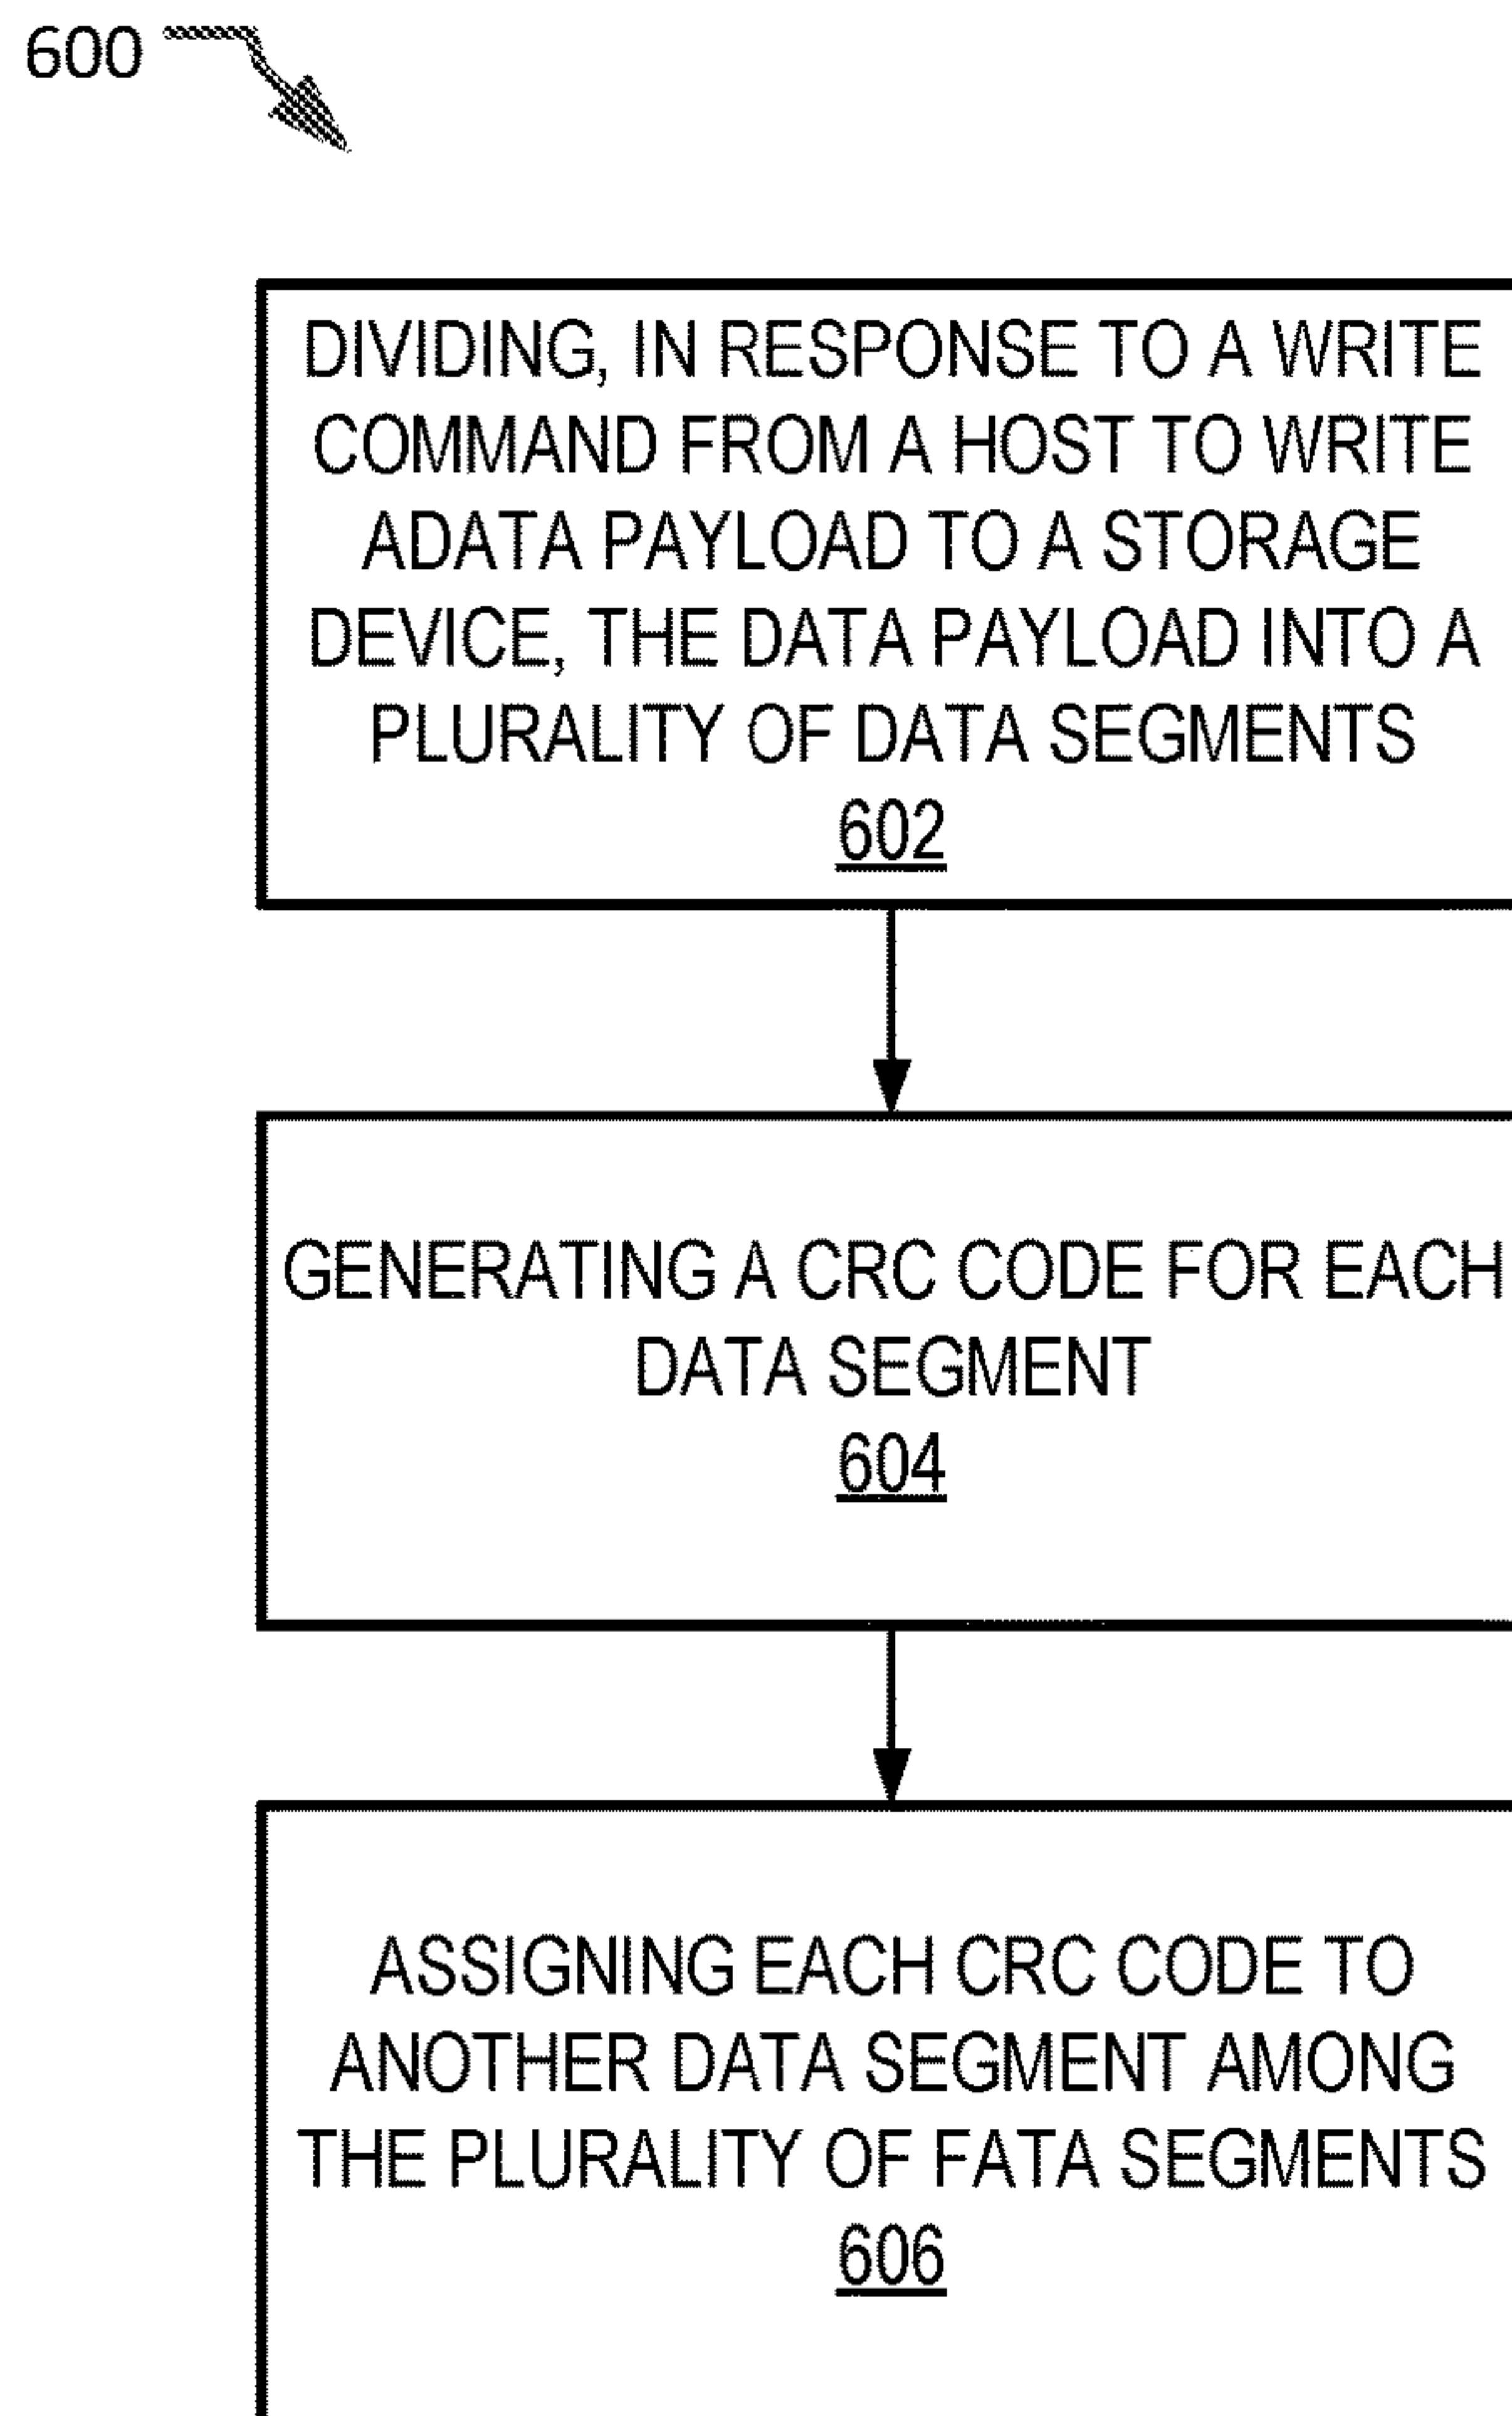 600
DIVIDING, IN RESPONSE TO A WRITE
COMMAND FROM A HOST TO WRITE
ADATA PAYLOAD TO A STORAGE
DEVICE, THE DATA PAYLOAD INTO A
PLURALITY OF DATA SEGMENTS
602
GENERATING A CRC CODE FOR EACH
DATA SEGMENT
604
ASSIGNING EACH CRC CODE TO
ANOTHER DATA SEGMENT AMONG
THE PLURALITY OF FATA SEGMENTS
606